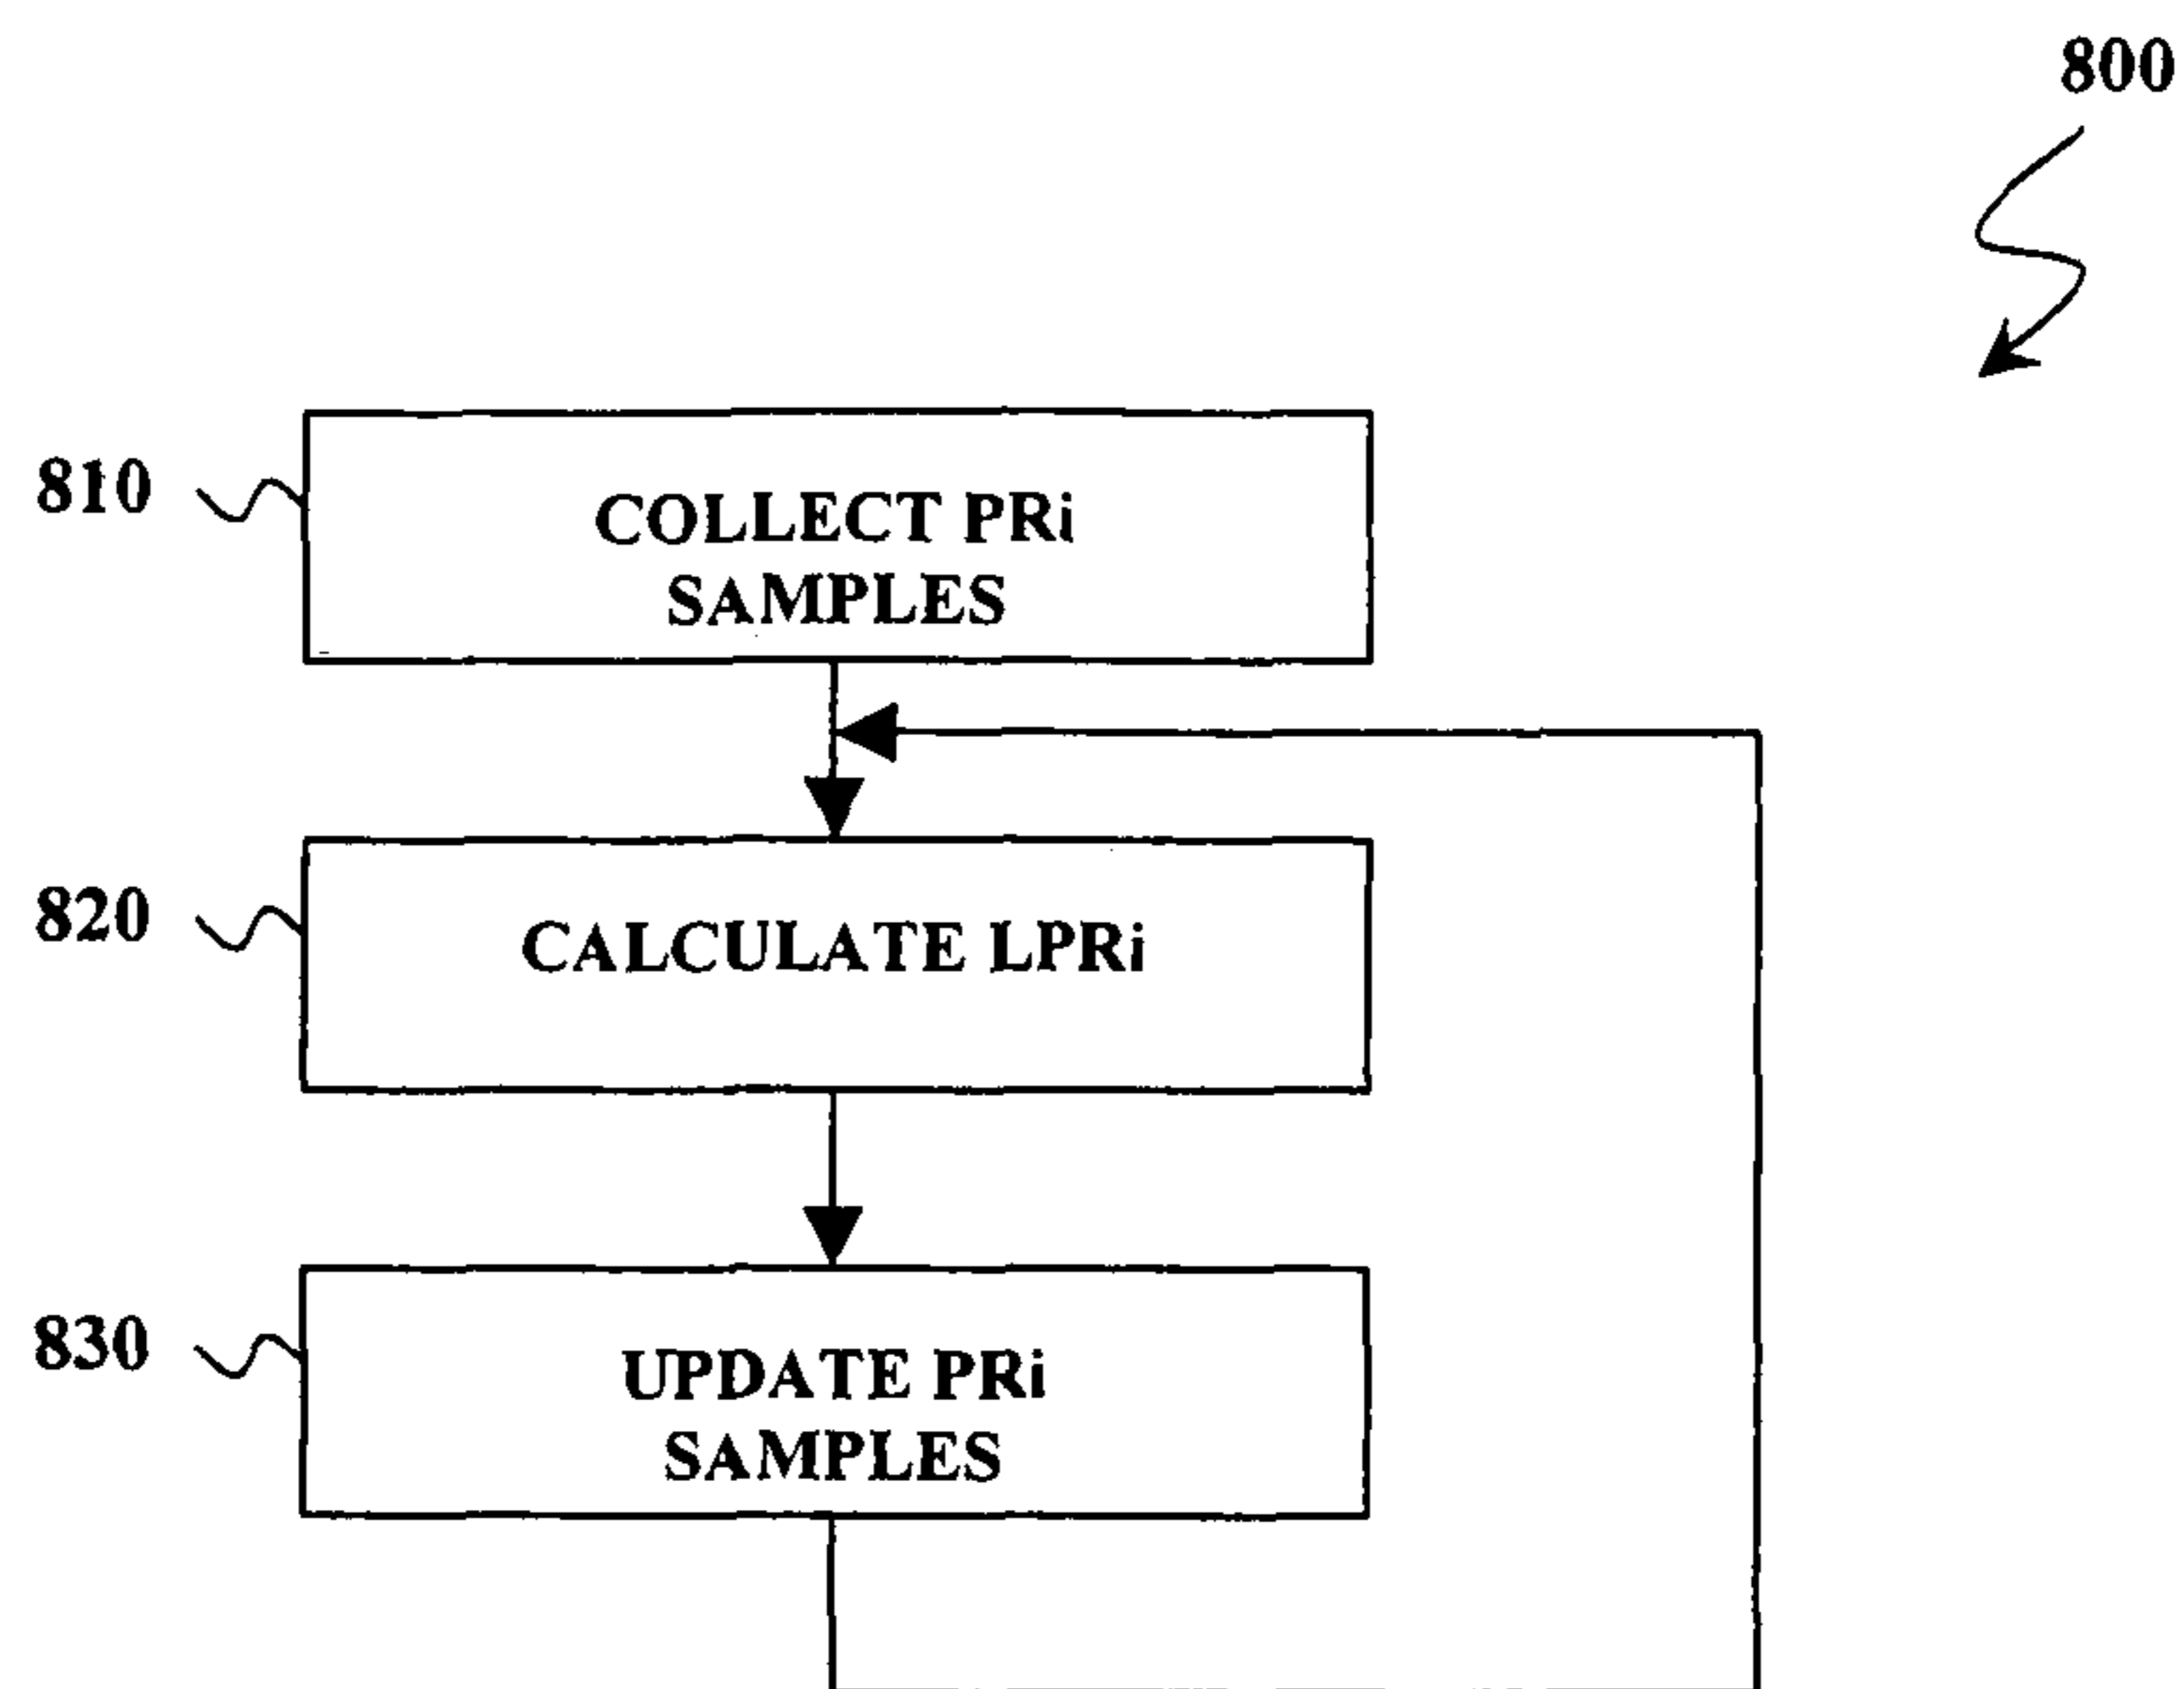 800
810
COLLECT PRi
SAMPLES
820
CALCULATE LPRi
830
UPDATE PRi
SAMPLES